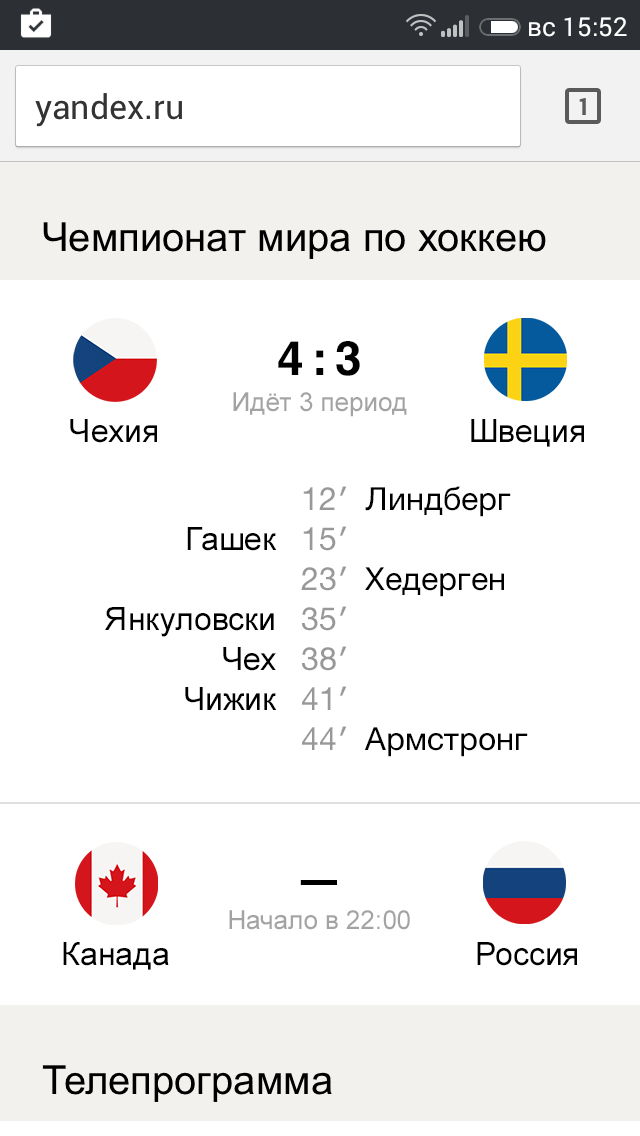 вс 15:52
yandex.ru
1
Чемпионат мира по хоккею
4:3
Идёт 3 период
Чехия
Швеция
12′ Линдберг
Гашек 15′
23′ Хедерген
Янкуловски 35′
Чех 38′
Чижик 41′
44′ Армстронг
—
Начало в 22:00
Канада
Россия
Телепрограмма